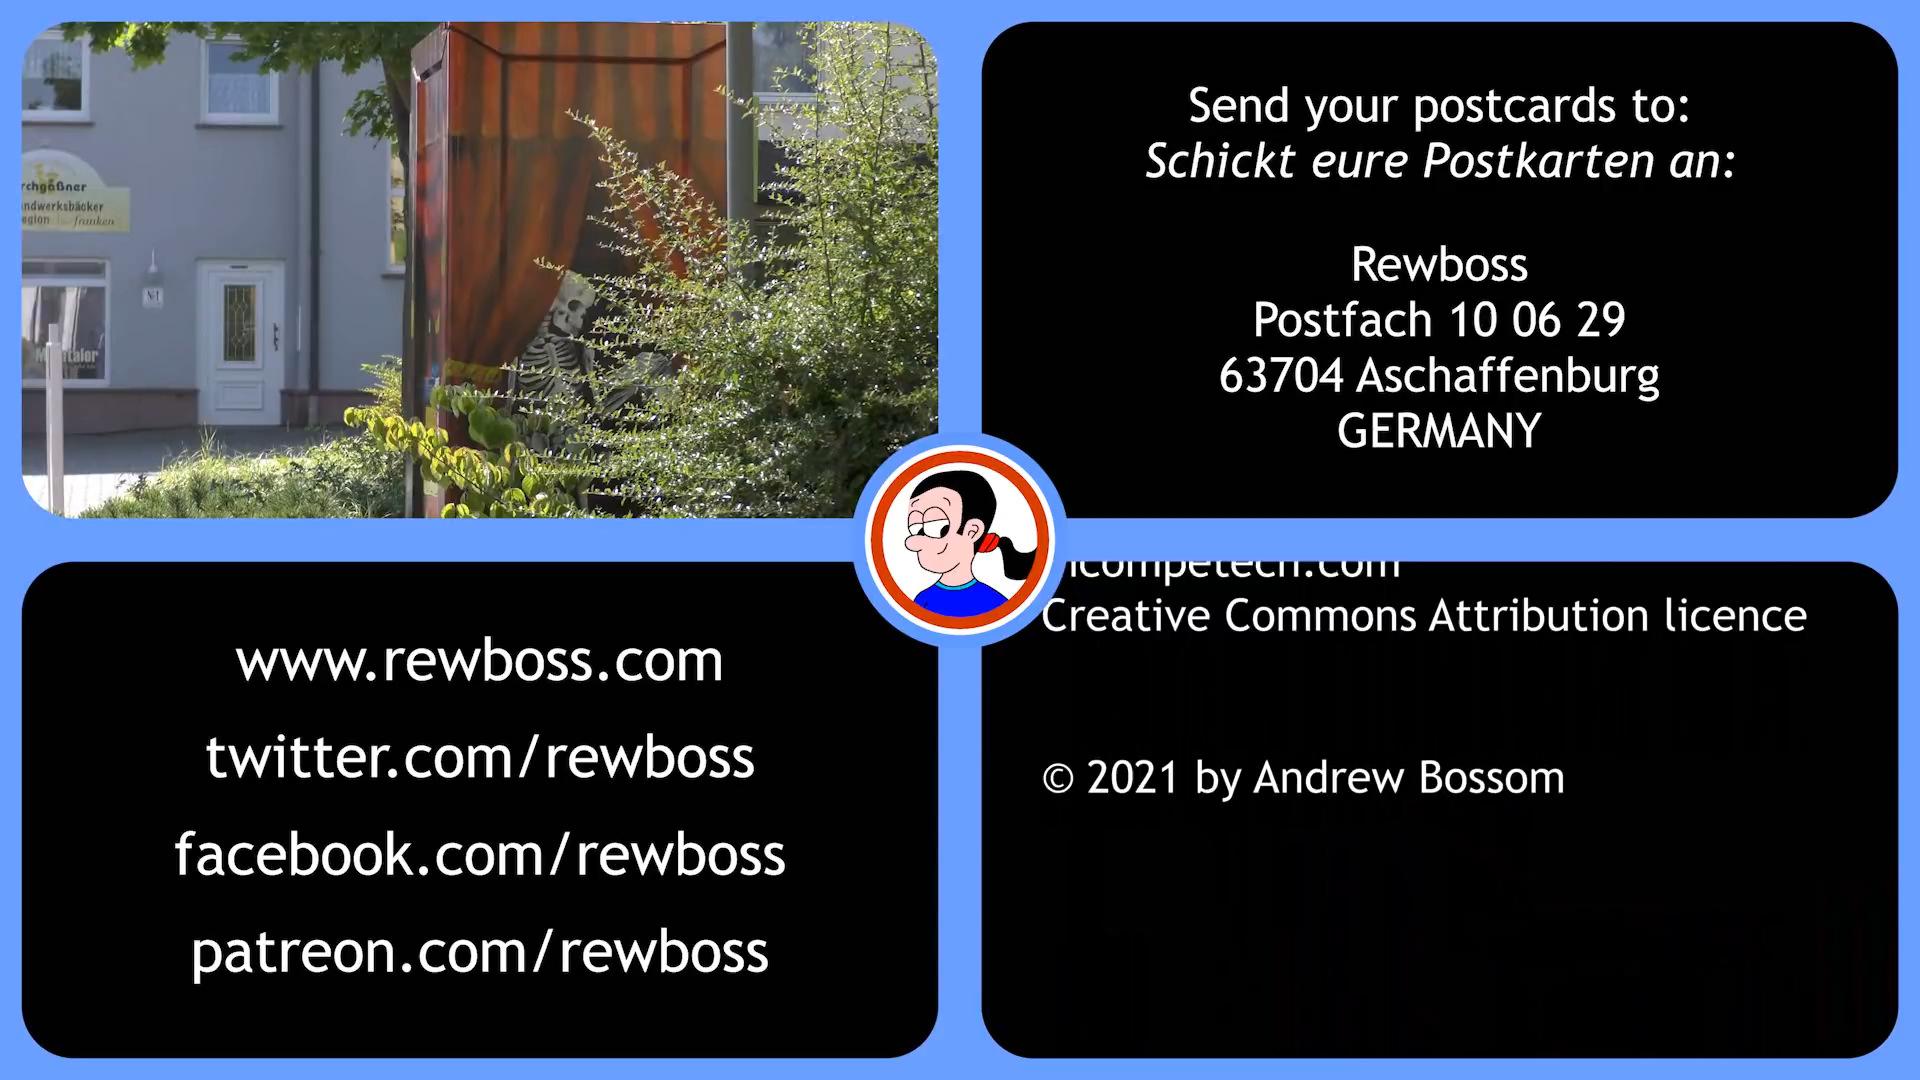 franken
Send your postcards to:
Schickt eure Postkarten an:
Rewboss
Postfach 10 06 29
63704 Aschaffenburg
GERMANY
www.rewboss.com
twitter.com/rewboss
facebook.com/rewboss
patreon.com/rewboss
Creative Commons Attribution licence
© 2021 by Andrew Bossom